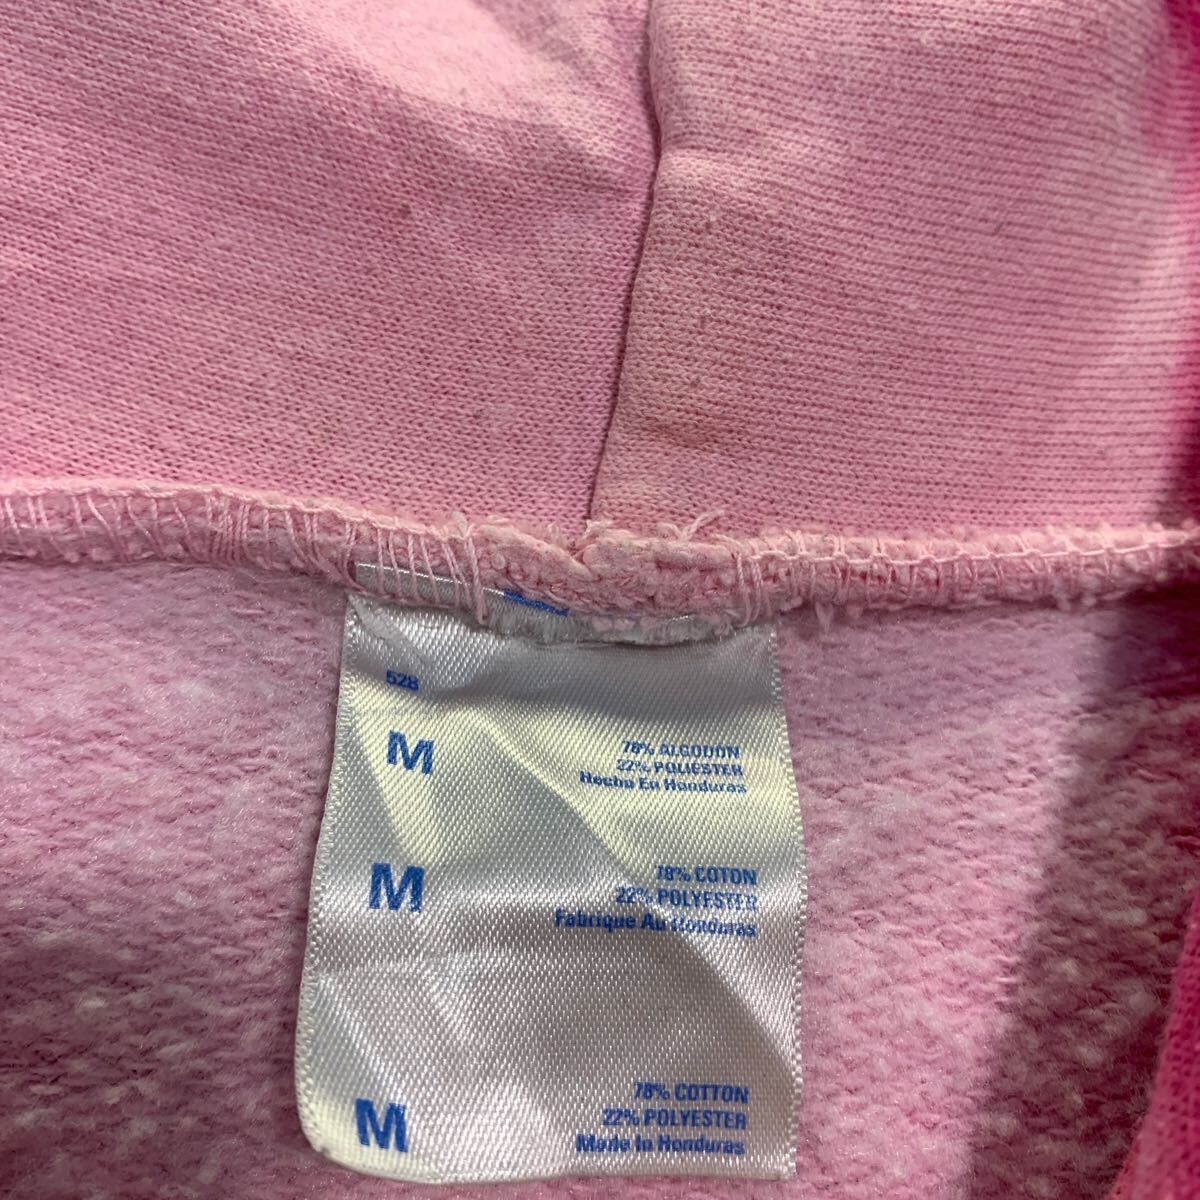 528
M
78% ALGODON
22% POLIESTER
Hecho En Honduras
M
78% COTON
22% POLYESTER
Fabrique Au Honduras
M
78% COTTON
22% POLYESTER
Made In Honduras